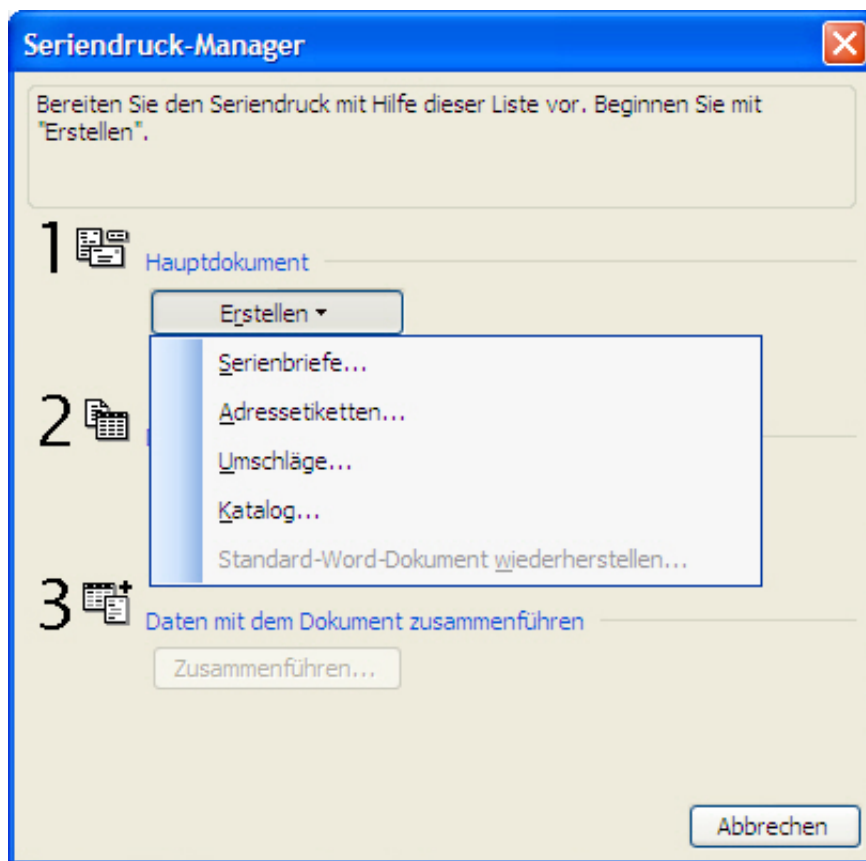 Seriendruck-Manager
Bereiten Sie den Seriendruck mit Hilfe dieser Liste vor. Beginnen Sie mit
"Erstellen".
1
Hauptdokument
Erstellen
Serienbriefe...
Adressetiketten...
2
Umschläge...
Katalog...
Standard-Word-Dokument wiederherstellen...
3
Daten mit dem Dokument zusammenführen
Zusammenführen...
Abbrechen